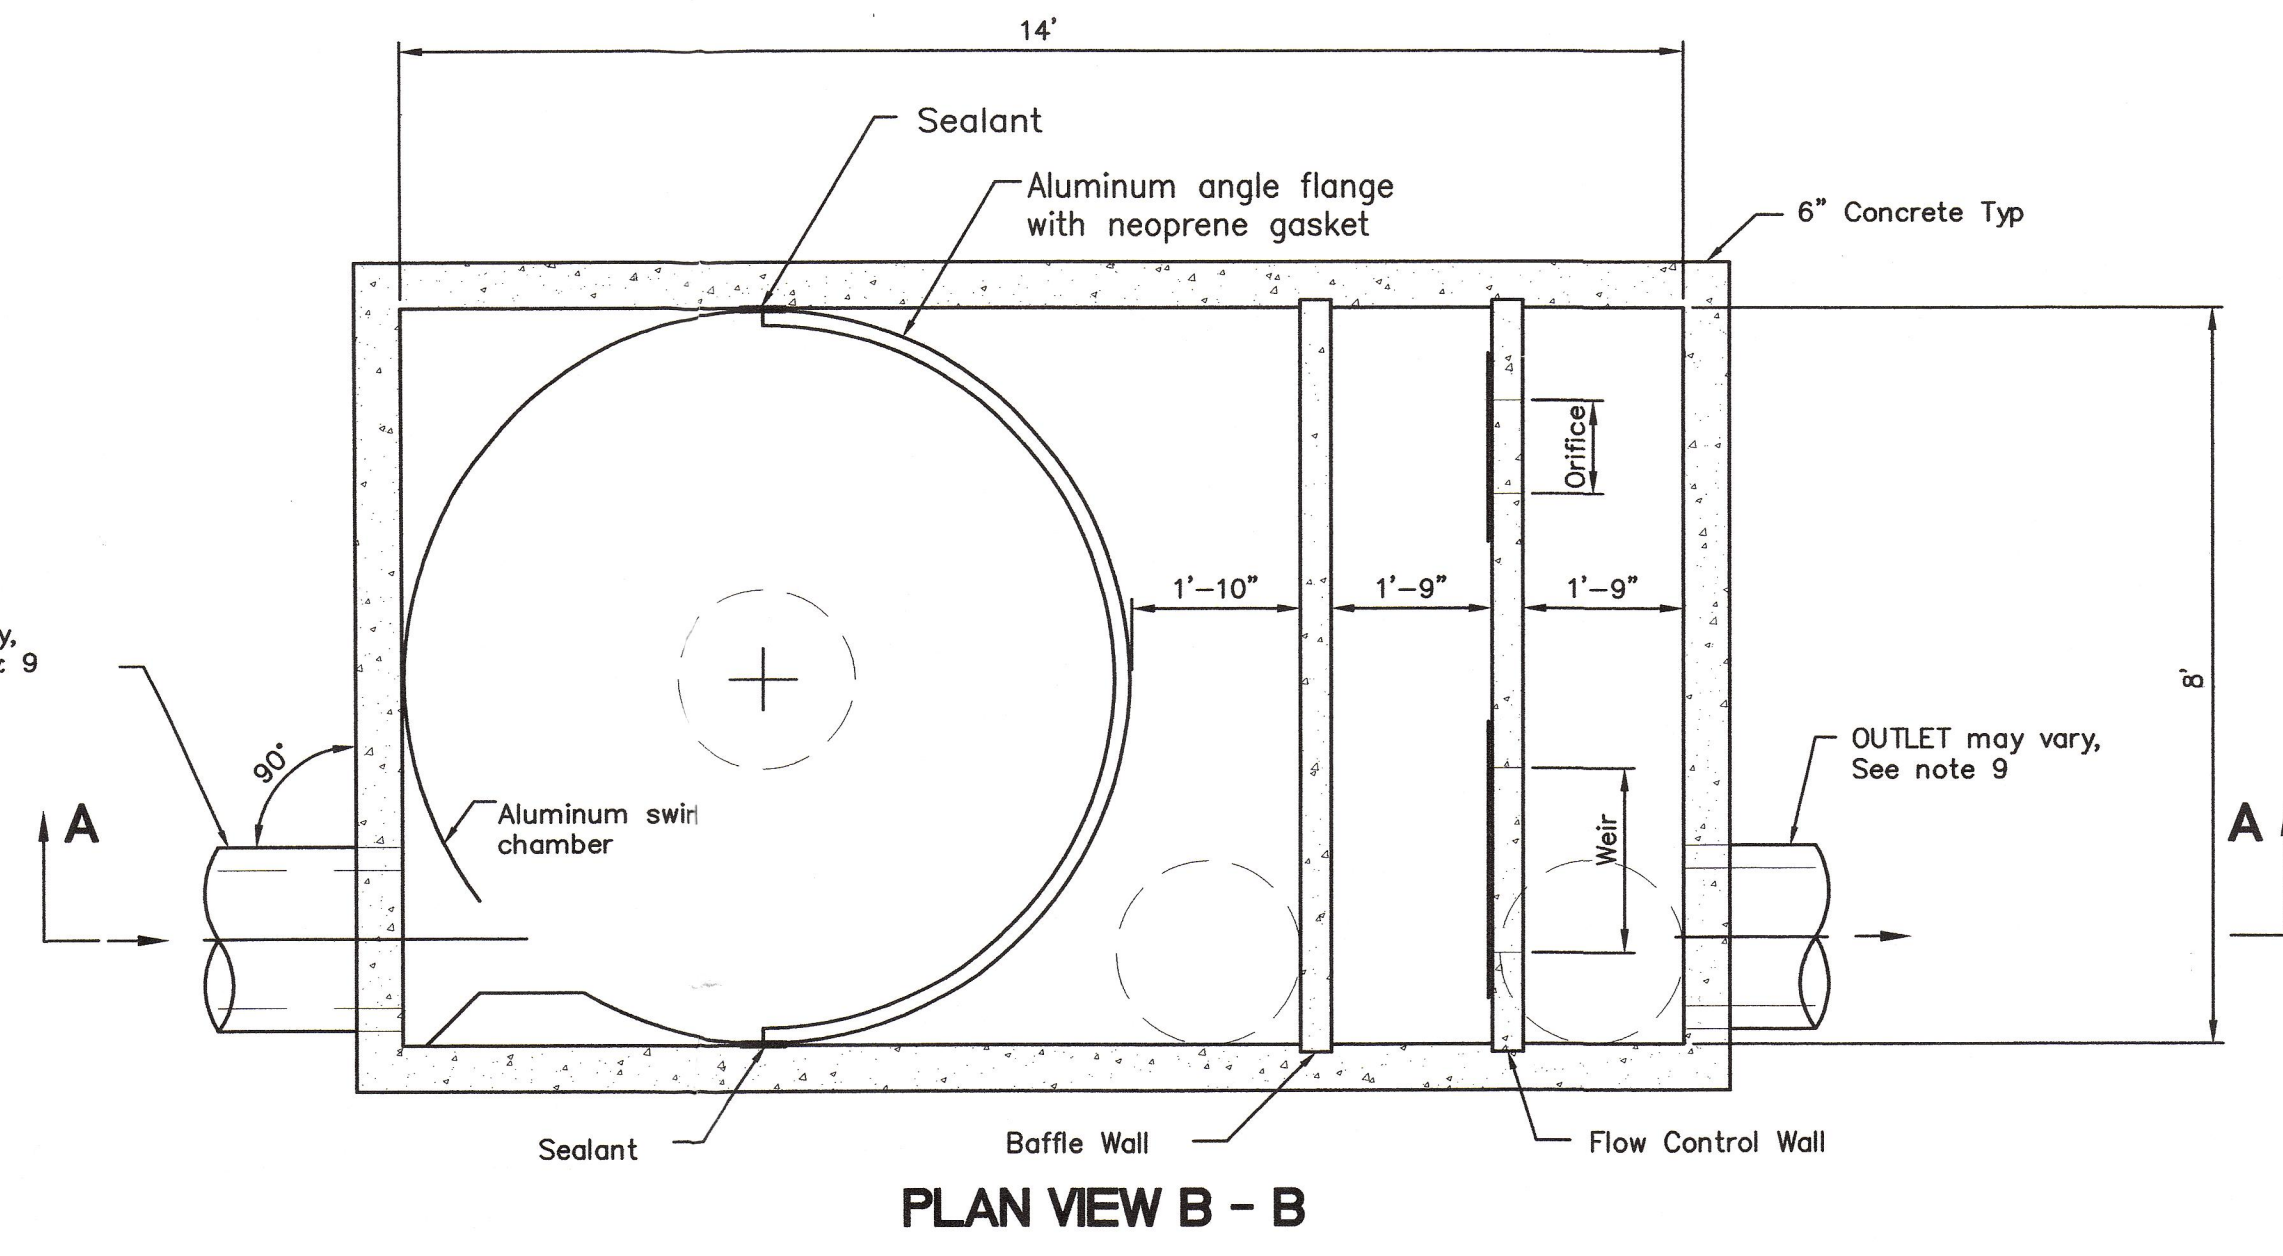 14'
Sealant
Aluminum angle flange
with neoprene gasket
6" Concrete Typ
Orifice
1'-10"
1'-9"
1'-9"
y,
9
8'
90°
OUTLET may vary,
See note 9
A
Aluminum swirl
chamber
Weir
A
Sealant
Baffle Wall
Flow Control Wall
PLAN VIEW B - B